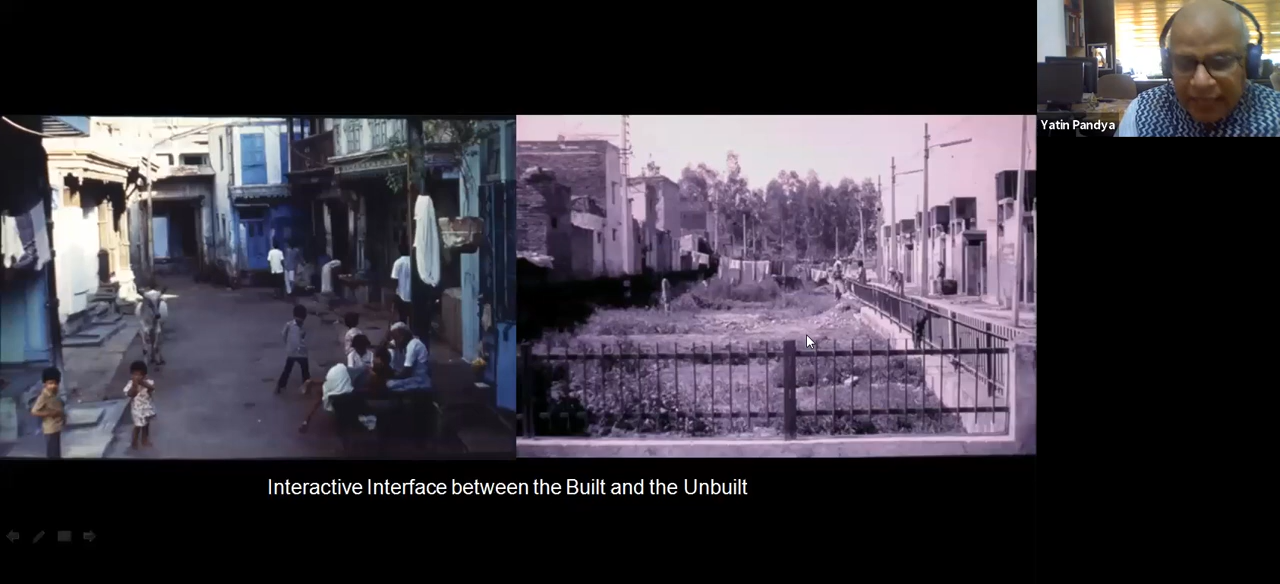 Yatin Pandya
Interactive Interface between the Built and the Unbuilt